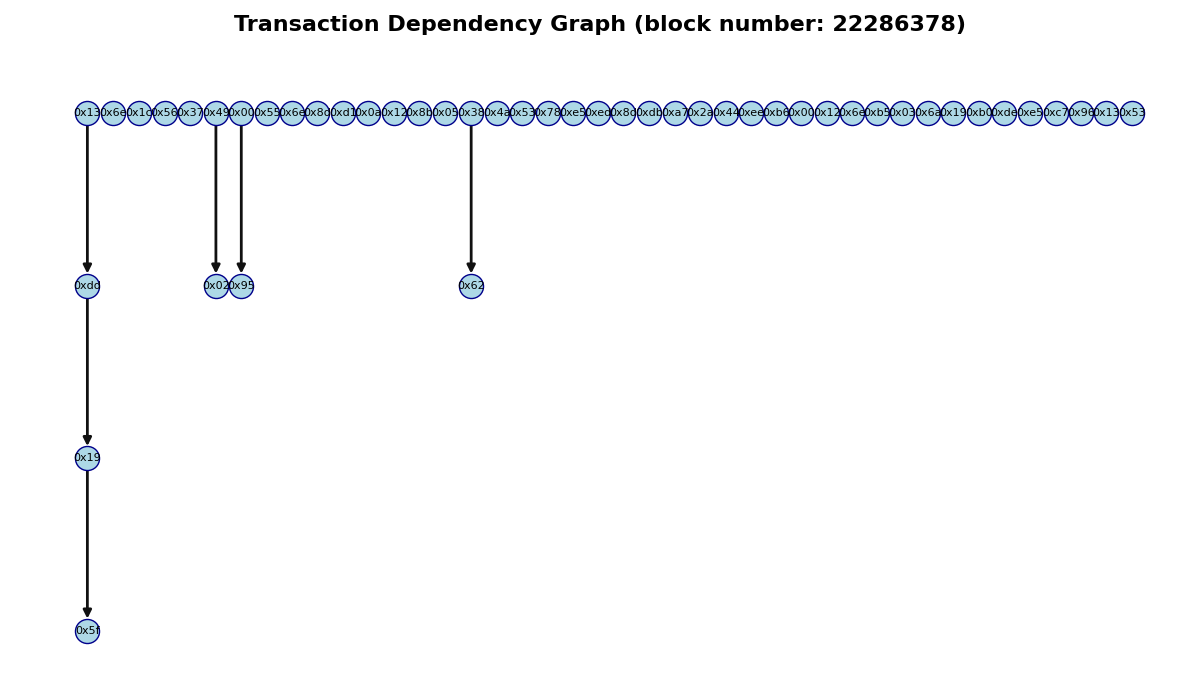 Transaction Dependency Graph (block number: 22286378)
0x13 0x6e 0x1c 0x56 0x37 0x49 0x00 0x55 0x6e 0x8d 0xd1 0x0a 0x12 0x8b 0x05 0x38 0x4a 0x53 0x78 0xe5 0xed 0x8d 0xdb 0xa7 0x2a 0x44 0xee 0xb6 0x00 0x12 0x6e 0xb5 0x03 0x6a 0x19 0xb0 0xde 0xe5 0xc7 0x96 0x13 0x53
0xdd 0x02 0x95 0x62
0x19
0x5f